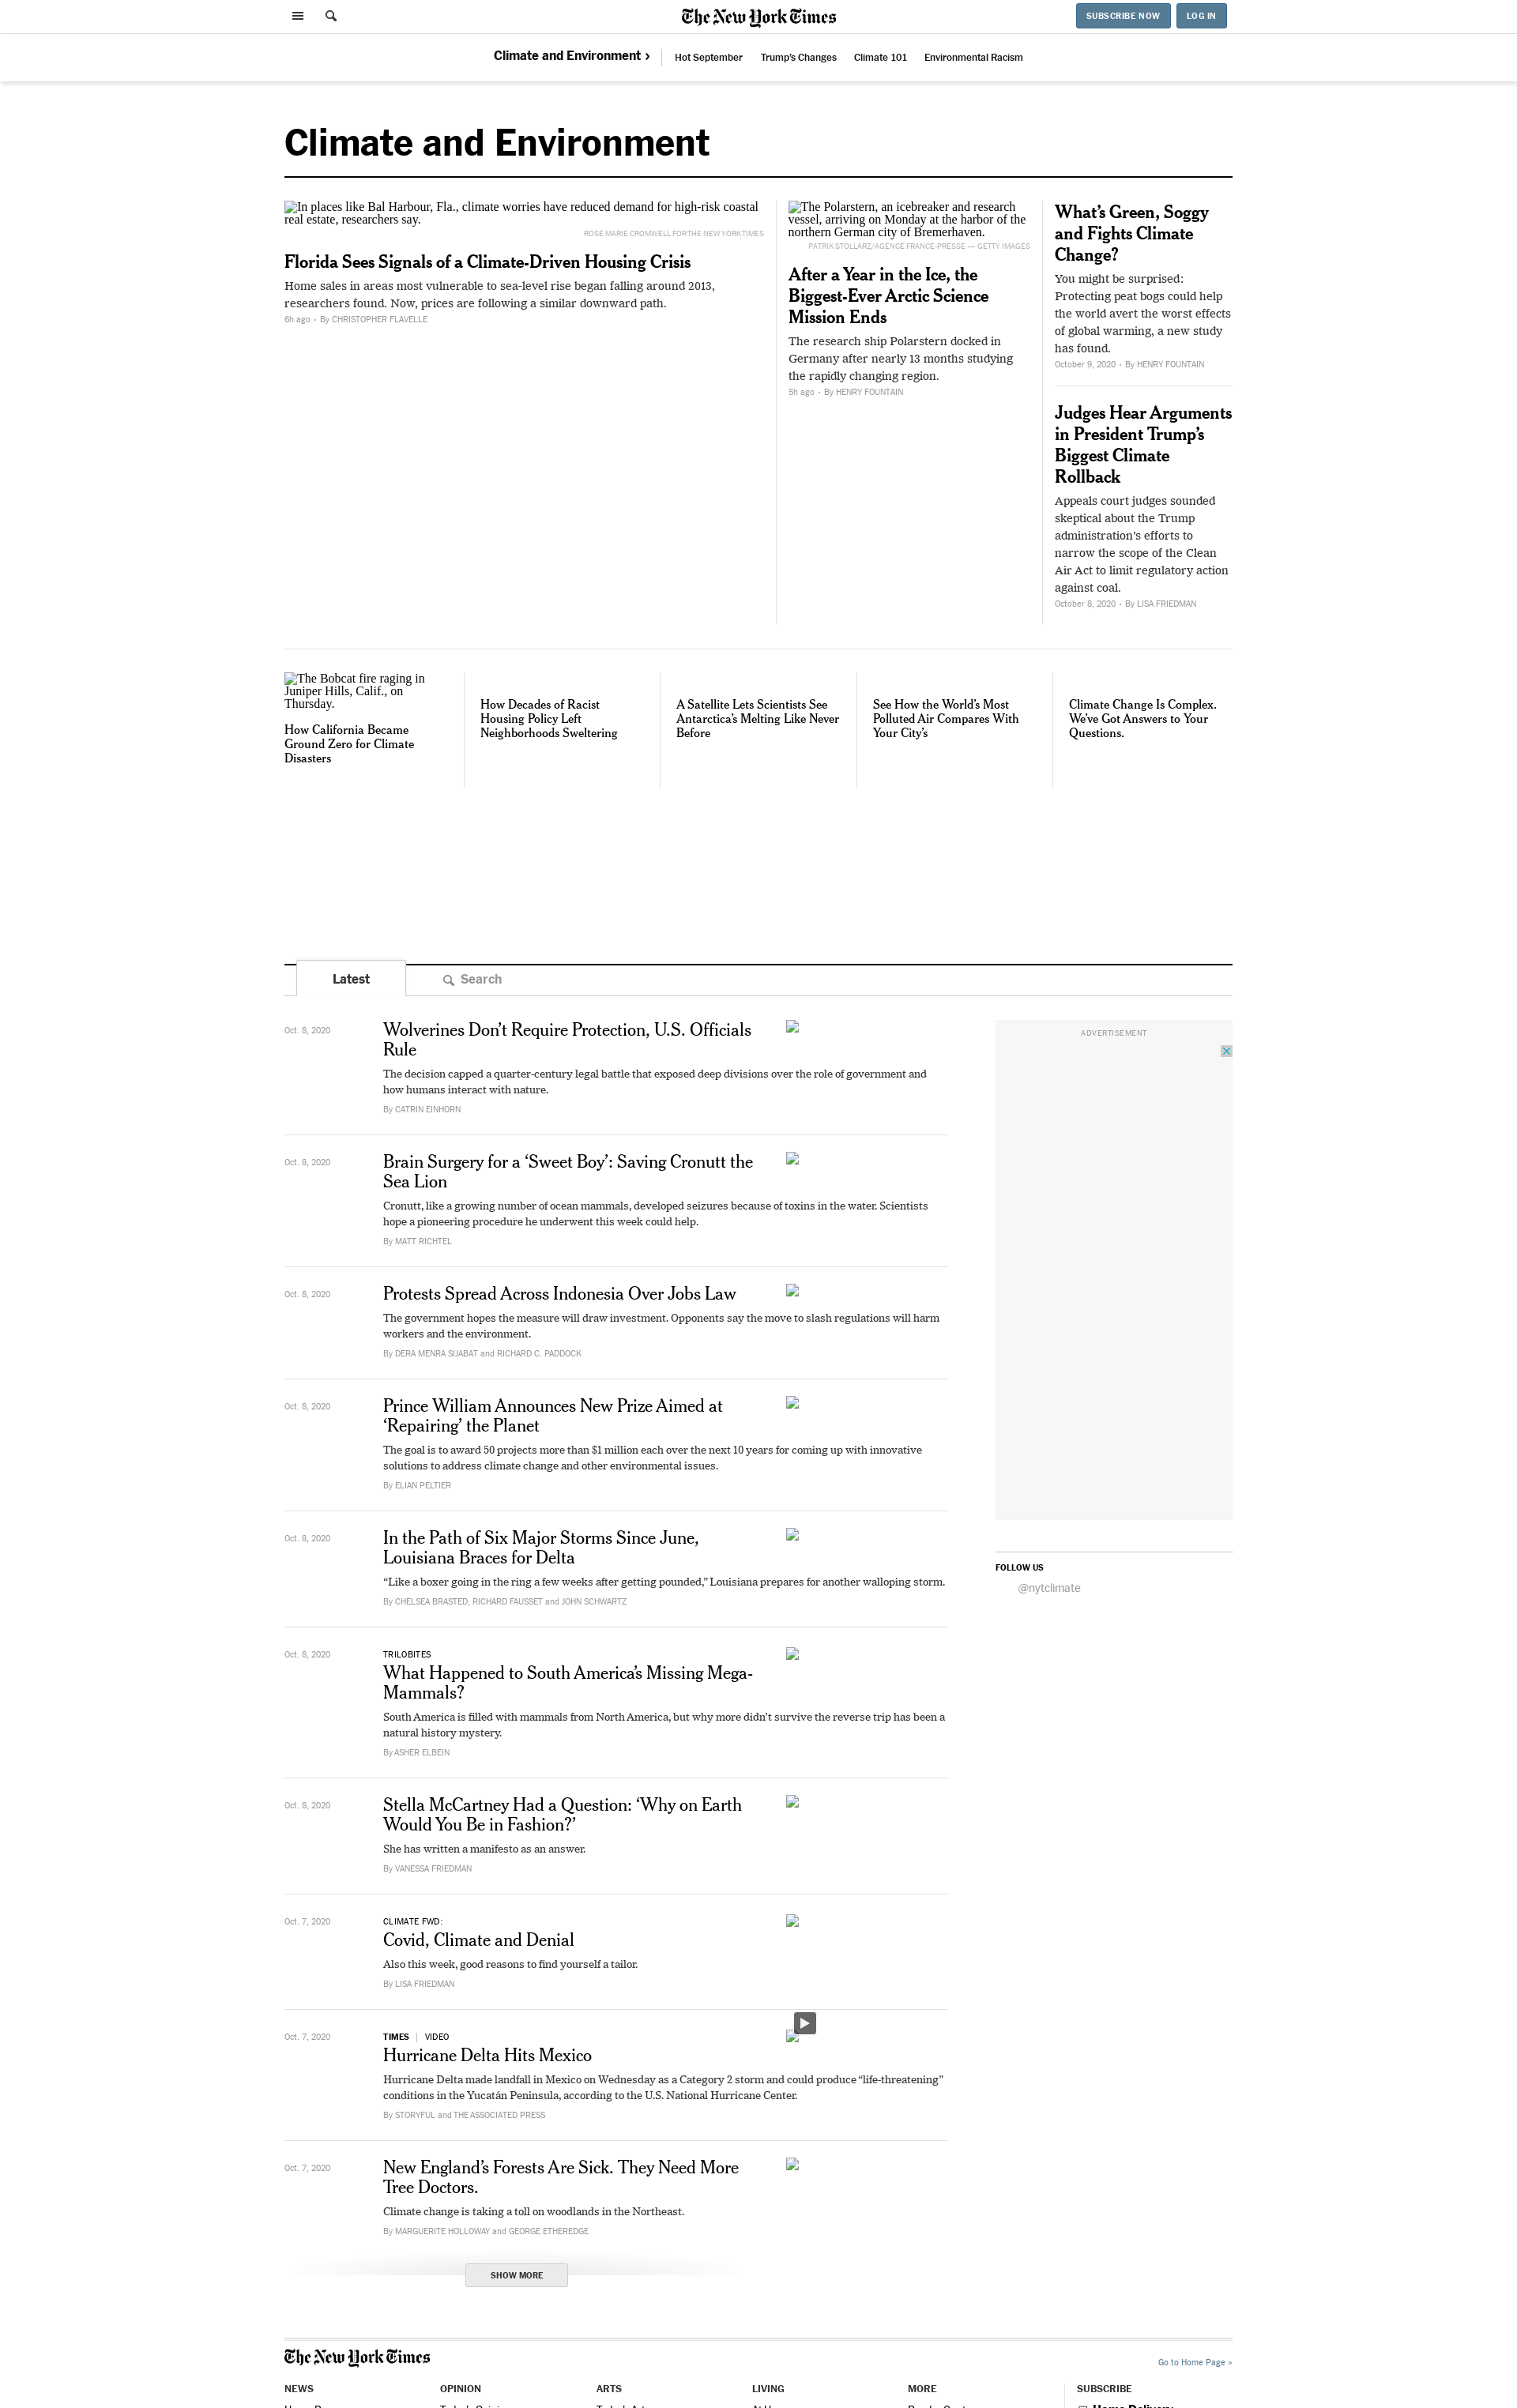 The New York Times
SUBSCRIBE NOW
LOG IN
Climate and Environment ›
Hot September
Trump's Changes
Climate 101
Environmental Racism
Climate and Environment
In places like Bal Harbour, Fla., climate worries have reduced demand for high-risk coastal
real estate, researchers say.
ROSE MARIE CROMWELL FOR THE NEW YORK TIMES
Florida Sees Signals of a Climate-Driven Housing Crisis
Home sales in areas most vulnerable to sea-level rise began falling around 2013,
researchers found. Now, prices are following a similar downward path.
6h ago • By CHRISTOPHER FLAVELLE
The Polarstern, an icebreaker and research
vessel, arriving on Monday at the harbor of the
northern German city of Bremerhaven.
PATRIK STOLLARZ/AGENCE FRANCE-PRESSE — GETTY IMAGES
After a Year in the Ice, the
Biggest-Ever Arctic Science
Mission Ends
The research ship Polarstern docked in
Germany after nearly 13 months studying
the rapidly changing region.
5h ago • By HENRY FOUNTAIN
What's Green, Soggy
and Fights Climate
Change?
You might be surprised:
Protecting peat bogs could help
the world avert the worst effects
of global warming, a new study
has found.
October 9, 2020 • By HENRY FOUNTAIN
Judges Hear Arguments
in President Trump's
Biggest Climate
Rollback
Appeals court judges sounded
skeptical about the Trump
administration's efforts to
narrow the scope of the Clean
Air Act to limit regulatory action
against coal.
October 8, 2020 • By LISA FRIEDMAN
The Bobcat fire raging in
Juniper Hills, Calif., on
Thursday.
How California Became
Ground Zero for Climate
Disasters
How Decades of Racist
Housing Policy Left
Neighborhoods Sweltering
A Satellite Lets Scientists See
Antarctica's Melting Like Never
Before
See How the World's Most
Polluted Air Compares With
Your City's
Climate Change Is Complex.
We've Got Answers to Your
Questions.
Latest
Search
Oct. 8, 2020
Wolverines Don't Require Protection, U.S. Officials
Rule
The decision capped a quarter-century legal battle that exposed deep divisions over the role of government and
how humans interact with nature.
By CATRIN EINHORN
ADVERTISEMENT
Oct. 8, 2020
Brain Surgery for a 'Sweet Boy': Saving Cronutt the
Sea Lion
Cronutt, like a growing number of ocean mammals, developed seizures because of toxins in the water. Scientists
hope a pioneering procedure he underwent this week could help.
By MATT RICHTEL
Oct. 8, 2020
Protests Spread Across Indonesia Over Jobs Law
The government hopes the measure will draw investment. Opponents say the move to slash regulations will harm
workers and the environment.
By DERA MENRA SIJABAT and RICHARD C. PADDOCK
Oct. 8, 2020
Prince William Announces New Prize Aimed at
'Repairing' the Planet
The goal is to award 50 projects more than $1 million each over the next 10 years for coming up with innovative
solutions to address climate change and other environmental issues.
By ELIAN PELTIER
Oct. 8, 2020
In the Path of Six Major Storms Since June,
Louisiana Braces for Delta
“Like a boxer going in the ring a few weeks after getting pounded,” Louisiana prepares for another walloping storm.
By CHELSEA BRASTED, RICHARD FAUSSET and JOHN SCHWARTZ
FOLLOW US
@nytclimate
Oct. 8, 2020
TRILOBITES
What Happened to South America's Missing Mega-
Mammals?
South America is filled with mammals from North America, but why more didn't survive the reverse trip has been a
natural history mystery.
By ASHER ELBEIN
Oct. 8, 2020
Stella McCartney Had a Question: 'Why on Earth
Would You Be in Fashion?'
She has written a manifesto as an answer.
By VANESSA FRIEDMAN
Oct. 7, 2020
CLIMATE FWD:
Covid, Climate and Denial
Also this week, good reasons to find yourself a tailor.
By LISA FRIEDMAN
Oct. 7, 2020
TIMES | VIDEO
Hurricane Delta Hits Mexico
Hurricane Delta made landfall in Mexico on Wednesday as a Category 2 storm and could produce “life-threatening”
conditions in the Yucatán Peninsula, according to the U.S. National Hurricane Center.
By STORYFUL and THE ASSOCIATED PRESS
Oct. 7, 2020
New England's Forests Are Sick. They Need More
Tree Doctors.
Climate change is taking a toll on woodlands in the Northeast.
By MARGUERITE HOLLOWAY and GEORGE ETHEREDGE
SHOW MORE
The New York Times
Go to Home Page »
NEWS
OPINION
ARTS
LIVING
MORE
SUBSCRIBE